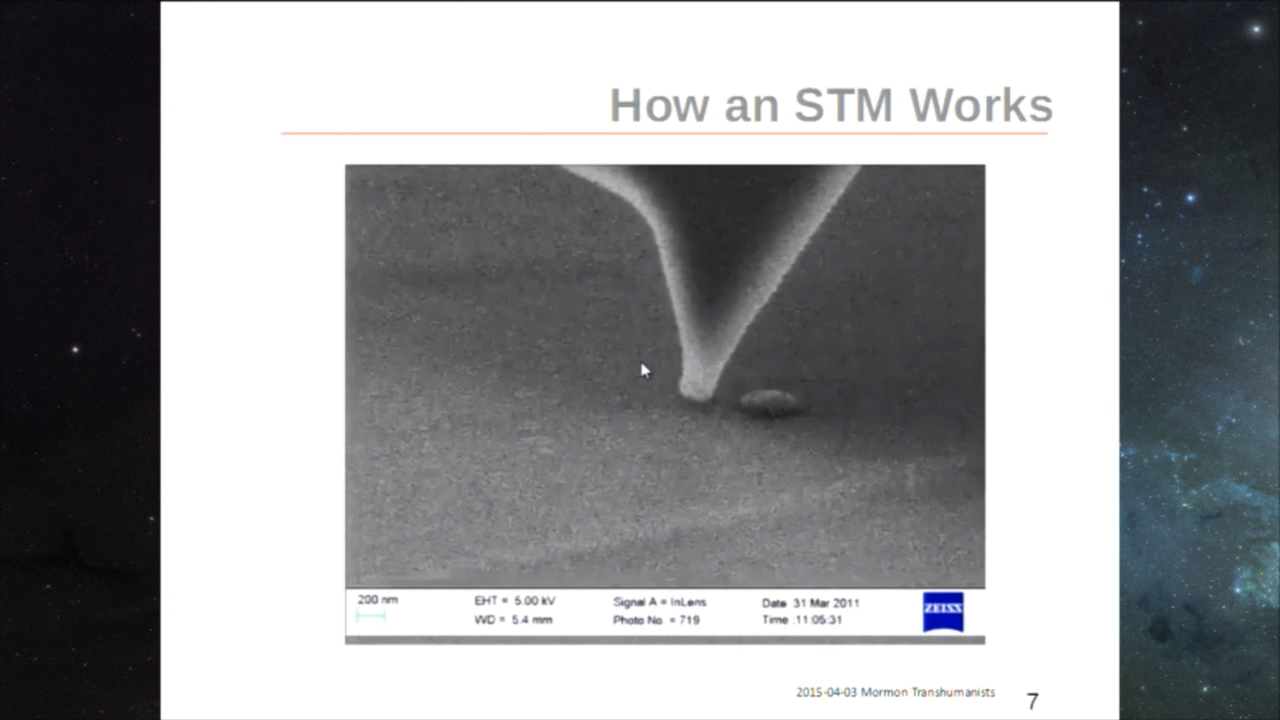 How an STM Works
200 nm
EHT = 5.00 kV
Signal A = InLens
Date 31 Mar 2011
ZEISS
WD = 5.4 mm
Photo No. = 719
Time :11:05:31
2015-04-03 Mormon Transhumanists
7